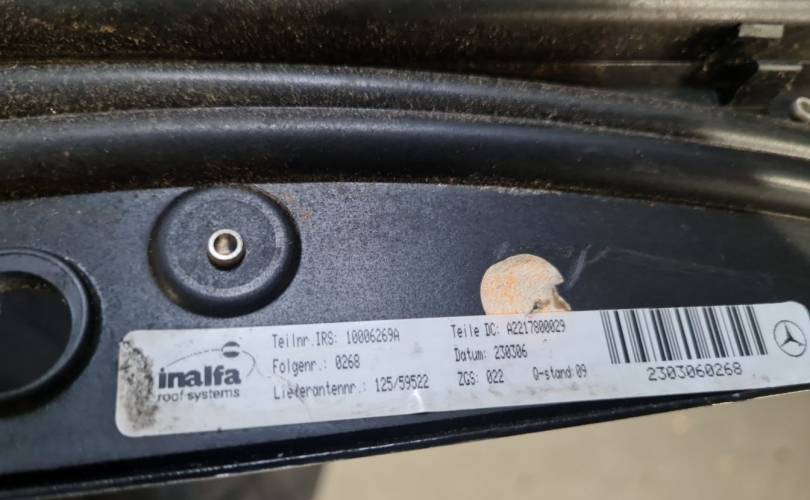 inalfa
roof systems
Teilnr.IRS: 10006269A
Folgenr.: 0268
Lieferantennr.: 125/59522
Teile DC: A2217800029
Datum: 230306
ZGS: 022 Q-stand: 09
2303060268